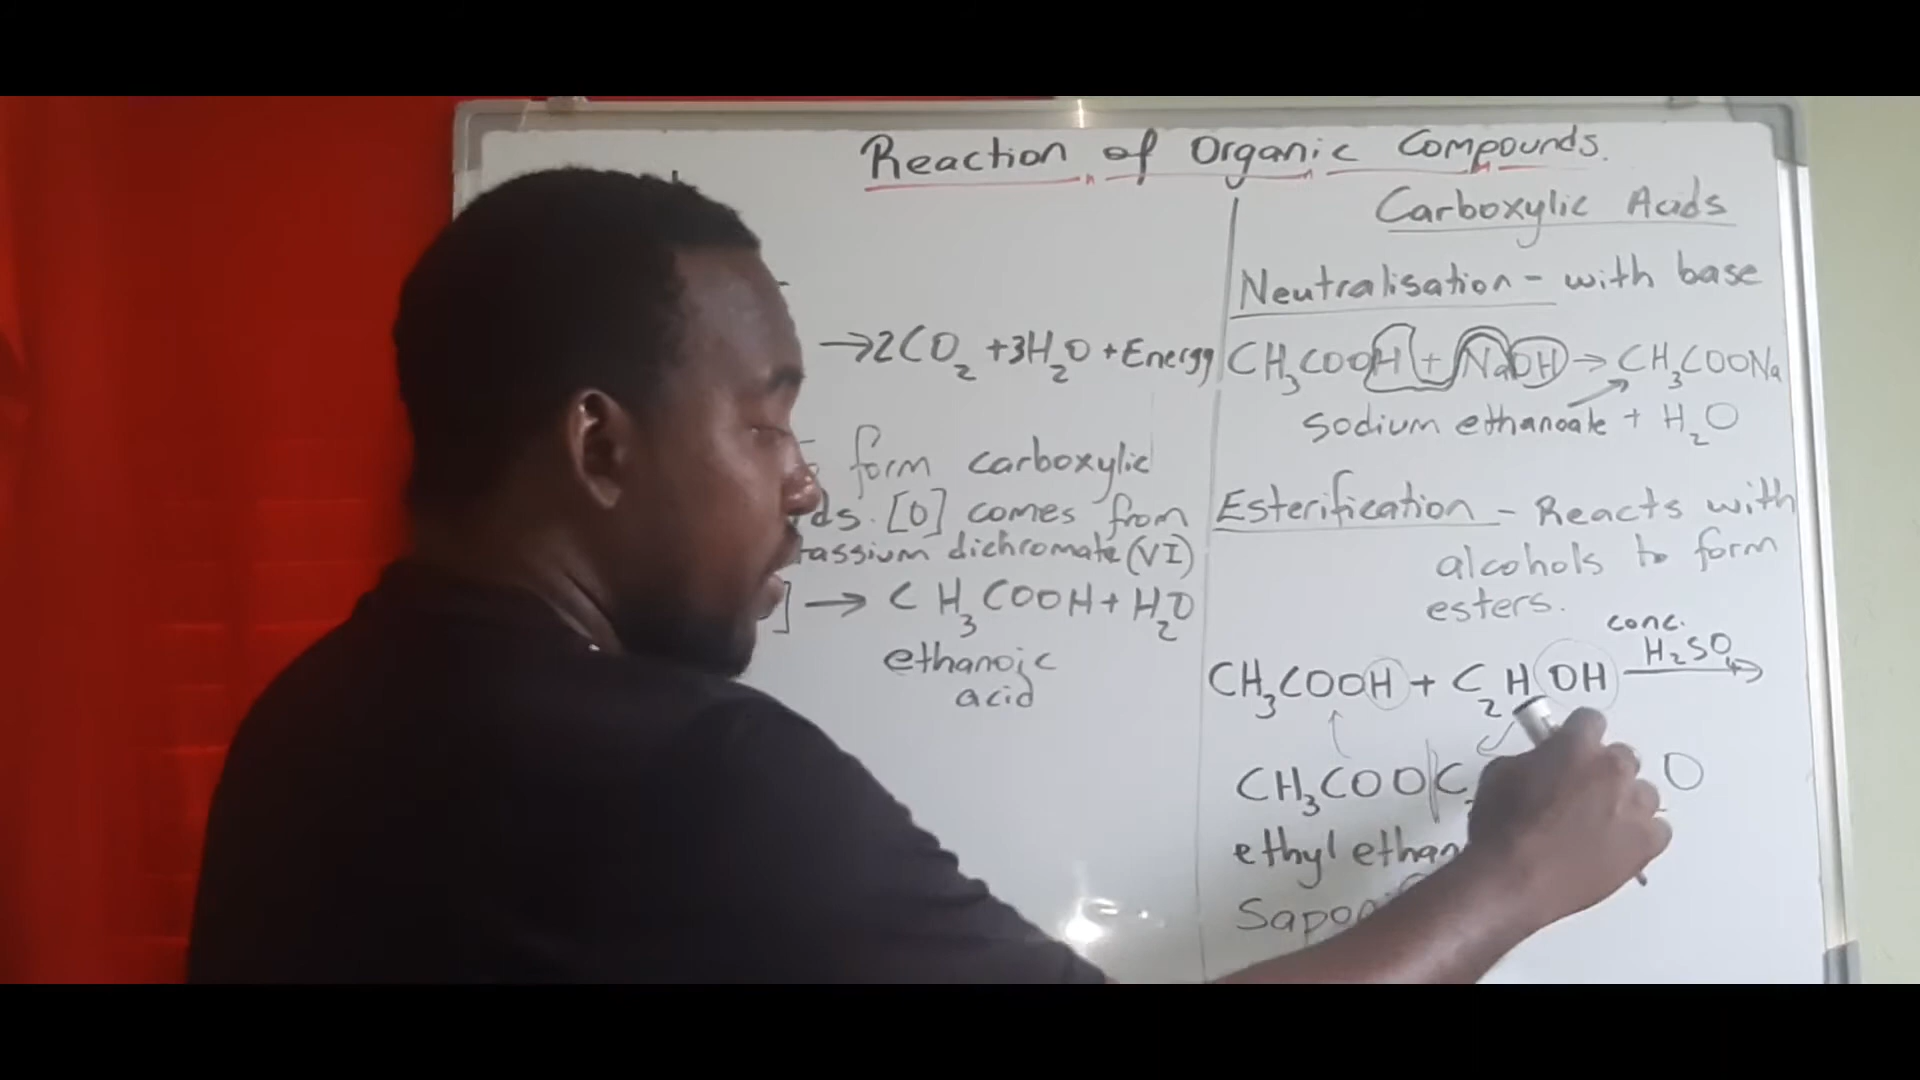 Reaction of Organic Compounds.
→2CO₂ +3H₂O +Energy
form carboxylic
ds. [O] comes from
tassium dichromate (VI)
] → CH₃COOH + H₂O
ethanoic
acid
Carboxylic Acids
Neutralisation - with base
CH₃COOH + NaOH → CH₃COONa
sodium ethanoate + H₂O
Esterification - Reacts with
alcohols to form
esters.
conc.
H₂SO₄
CH₃COOH + C₂H OH →
CH₃COO C O
ethyl ethan
Sapon